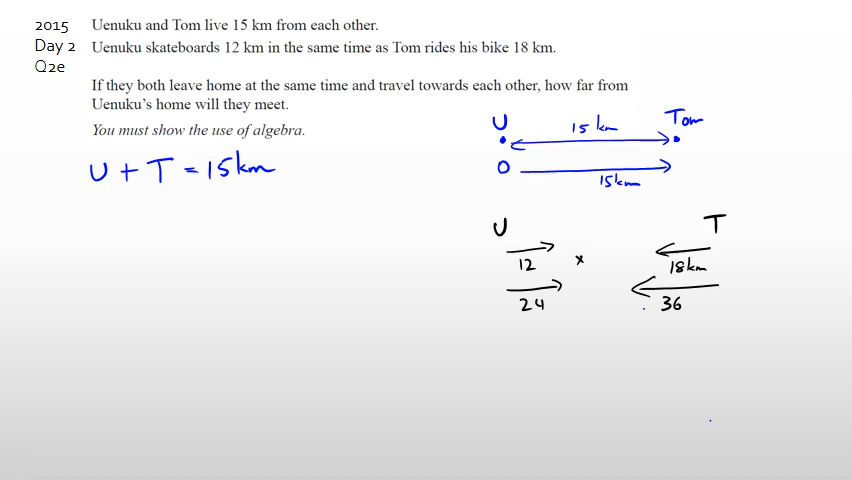 2015
Day 2
Q2e
Uenuku and Tom live 15 km from each other.
Uenuku skateboards 12 km in the same time as Tom rides his bike 18 km.
If they both leave home at the same time and travel towards each other, how far from
Uenuku's home will they meet.
You must show the use of algebra.
U + T = 15km
U Tom
15 km
0
15km
U T
12 x 18km
24 36